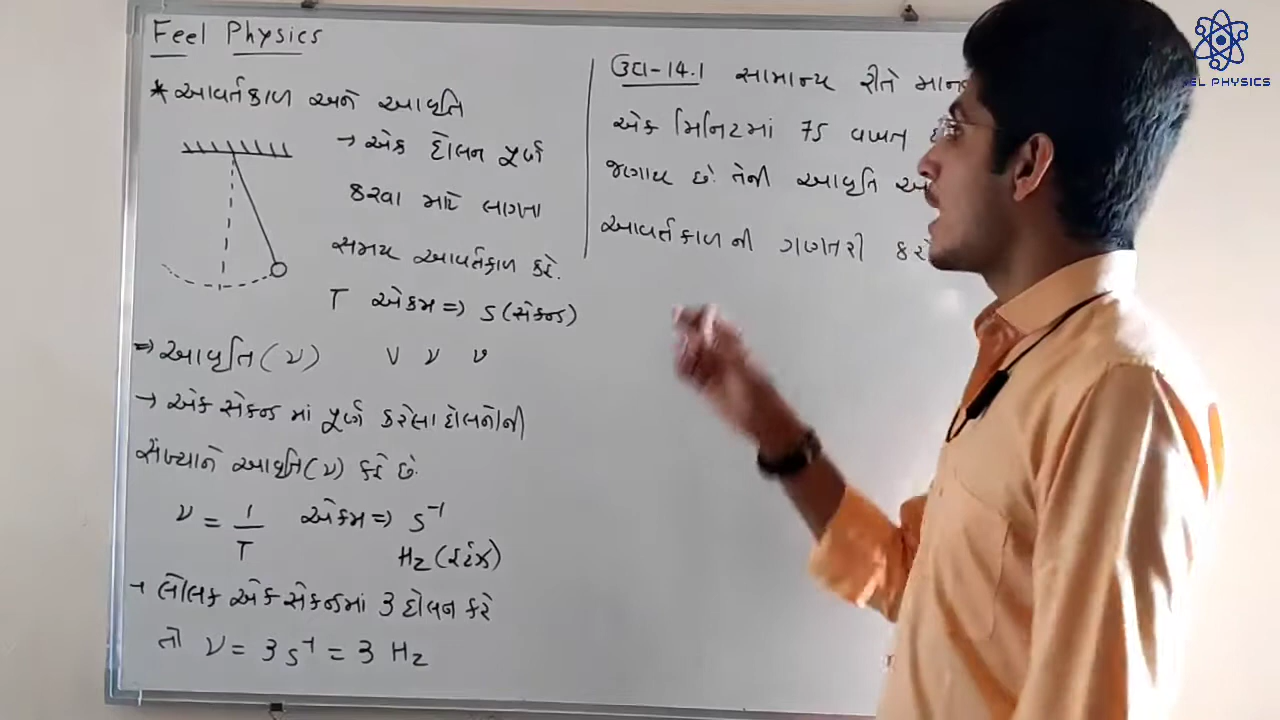 Feel Physics
* આવર્તકાળ અને આવૃતિ
→ એક દોલન પૂર્ણ
કરવા માટે લાગતા
સમય આવર્તકાળ કહે.
T એકમ => S (સેકન્ડ)
=> આવૃતિ (ν) V ν υ
→ એક સેકન્ડ માં પૂર્ણ કરેલા દોલનોની
સંખ્યાને આવૃતિ (ν) કહે છે.
ν = 1/T એકમ => S⁻¹
Hz (હર્ટઝ)
→ લોલક એક સેકન્ડમાં 3 દોલન કરે
તો ν = 3 S⁻¹ = 3 Hz
ઉદા-14.1 સામાન્ય રીતે
એક મિનિટમાં 75 વખત
જણાય છે. તેની આવૃતિ
આવર્તકાળ ની ગણતરી કરો
PHYSICS